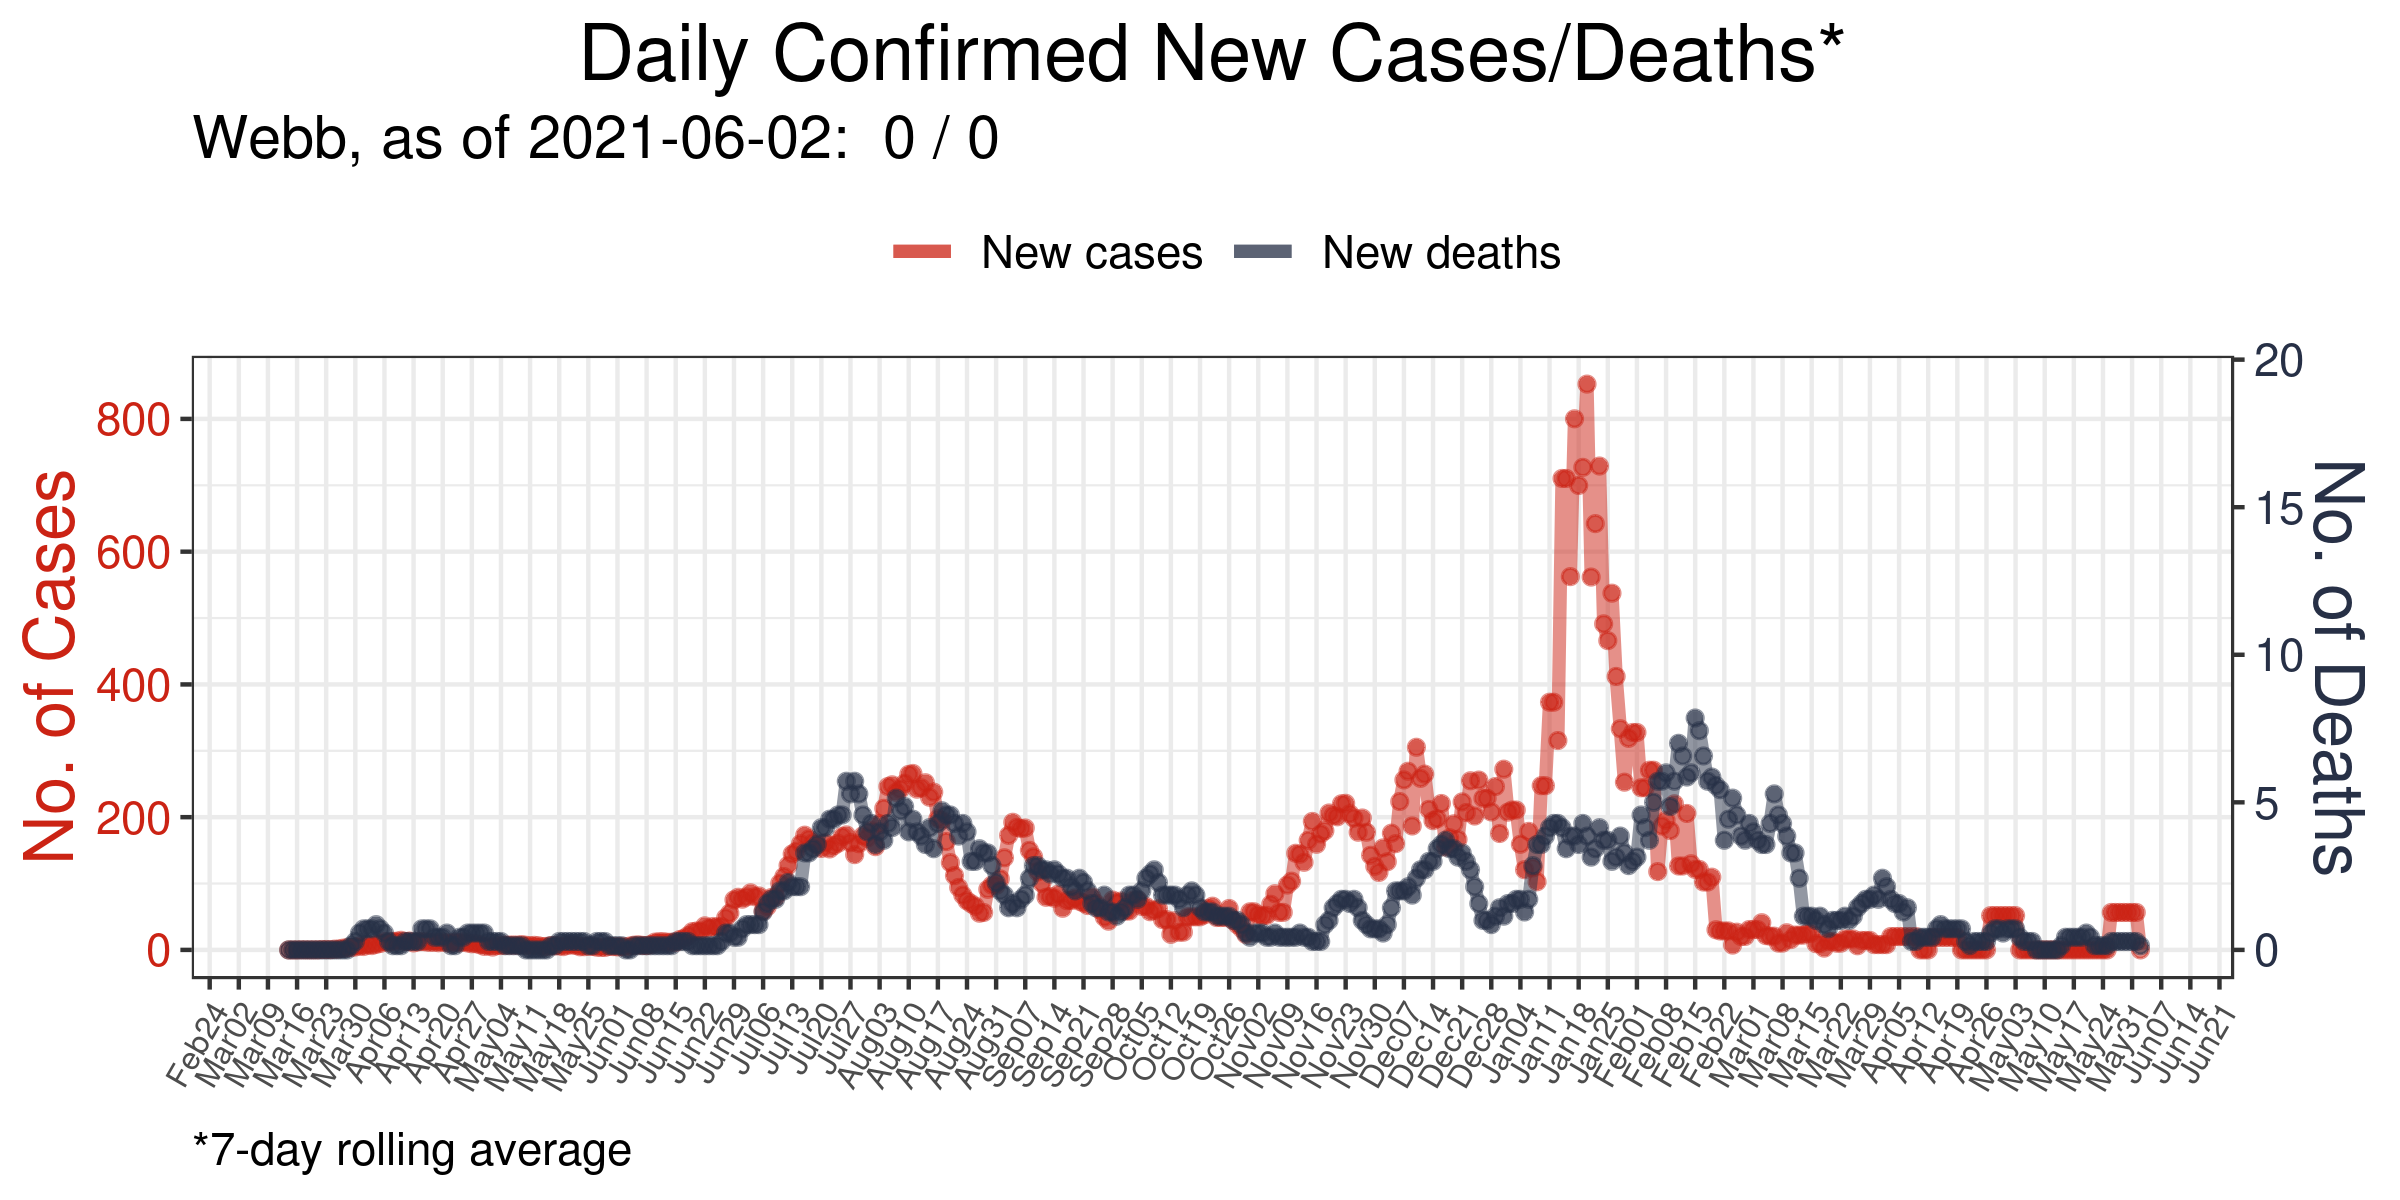 Daily Confirmed New Cases/Deaths*
Webb, as of 2021-06-02:  0 / 0
New cases
New deaths
No. of Cases
800
600
400
200
0
20
15
10
5
0
No. of Deaths
Feb24
Mar02
Mar09
Mar16
Mar23
Mar30
Apr06
Apr13
Apr20
Apr27
May04
May11
May18
May25
Jun01
Jun08
Jun15
Jun22
Jun29
Jul06
Jul13
Jul20
Jul27
Aug03
Aug10
Aug17
Aug24
Aug31
Sep07
Sep14
Sep21
Sep28
Oct05
Oct12
Oct19
Oct26
Nov02
Nov09
Nov16
Nov23
Nov30
Dec07
Dec14
Dec21
Dec28
Jan04
Jan11
Jan18
Jan25
Feb01
Feb08
Feb15
Feb22
Mar01
Mar08
Mar15
Mar22
Mar29
Apr05
Apr12
Apr19
Apr26
May03
May10
May17
May24
May31
Jun07
Jun14
Jun21
*7-day rolling average